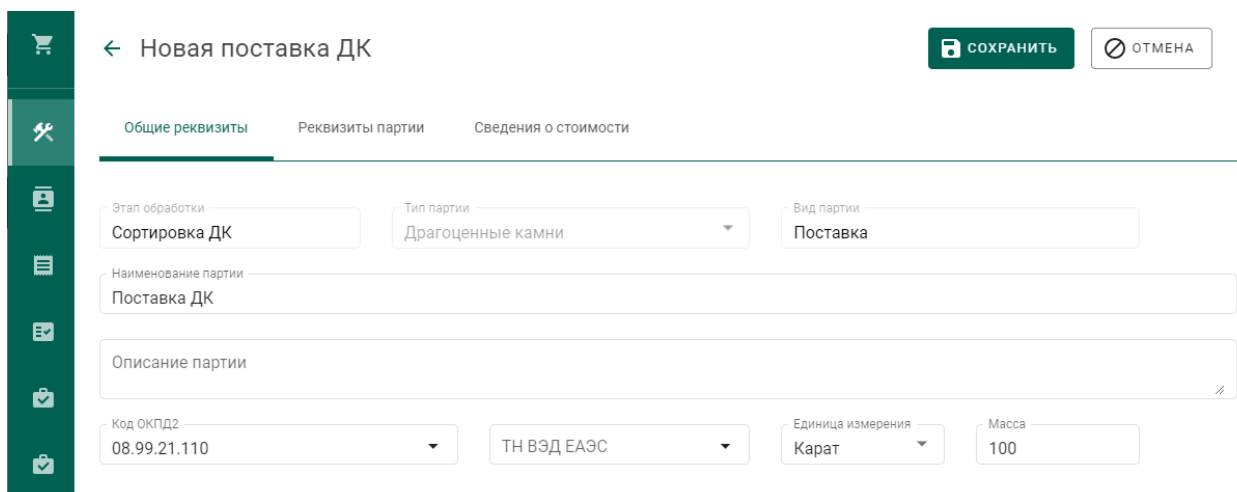 Новая поставка ДК
СОХРАНИТЬ
ОТМЕНА
Общие реквизиты
Реквизиты партии
Сведения о стоимости
Этап обработки
Сортировка ДК
Тип партии
Драгоценные камни
Вид партии
Поставка
Наименование партии
Поставка ДК
Описание партии
Код ОКПД2
08.99.21.110
ТН ВЭД ЕАЭС
Единица измерения
Карат
Масса
100